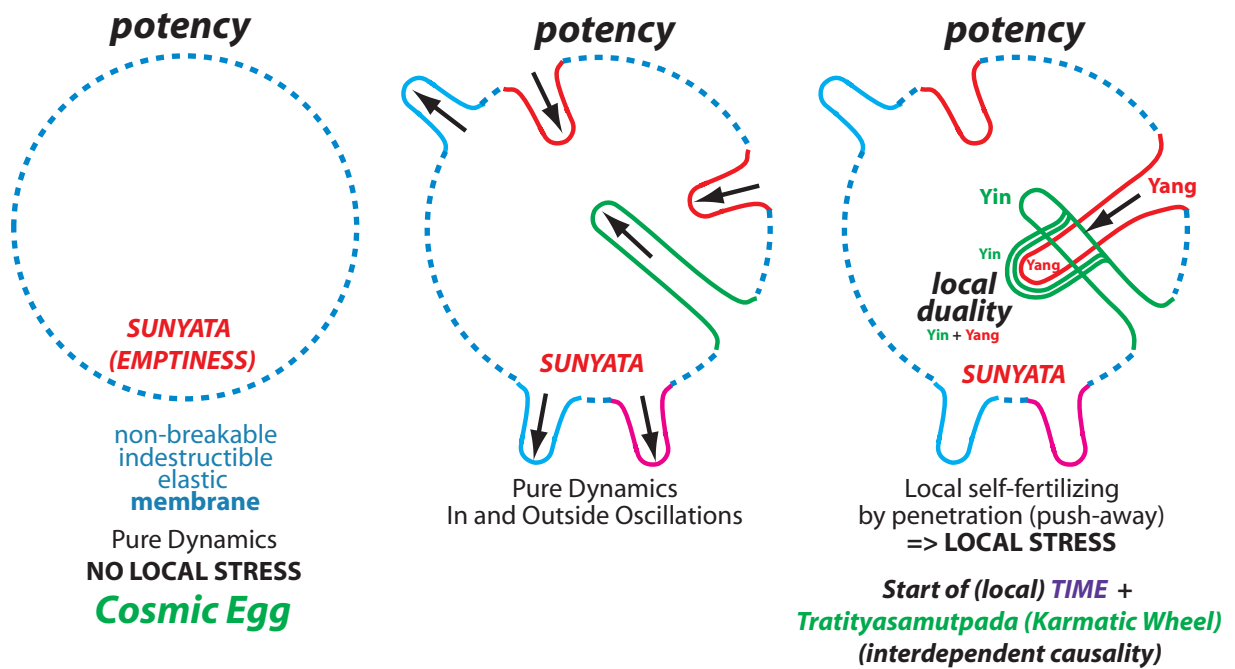 potency
SUNYATA
(EMPTINESS)
non-breakable
indestructible
elastic
membrane
Pure Dynamics
NO LOCAL STRESS
Cosmic Egg
potency
SUNYATA
Pure Dynamics
In and Outside Oscillations
potency
Yang
Yin
Yin
Yang
local
duality
Yin + Yang
SUNYATA
Local self-fertilizing
by penetration (push-away)
=> LOCAL STRESS
Start of (local) TIME +
Tratityasamutpada (Karmatic Wheel)
(interdependent causality)